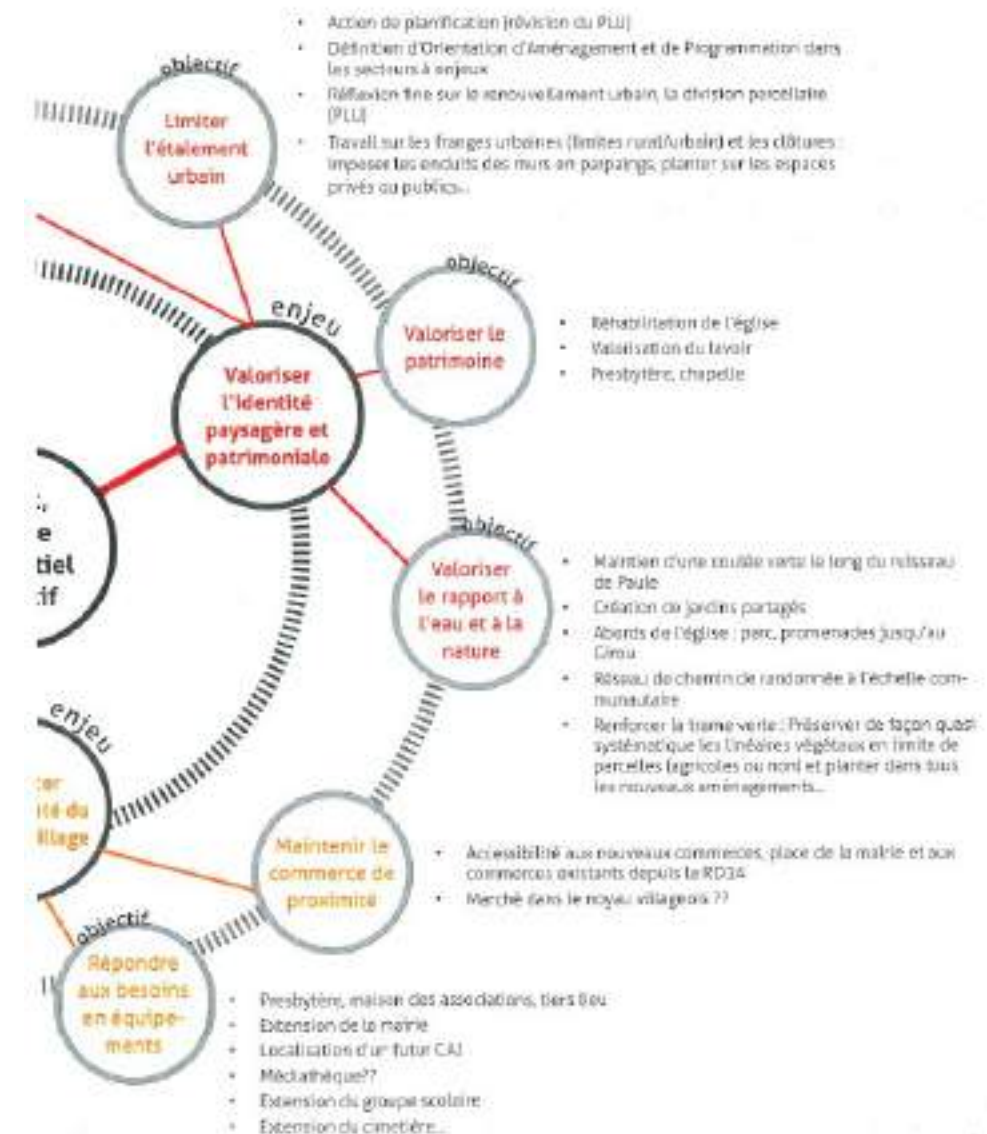 objectif
Limiter
l'étalement
urbain
• Action de planification (révision du PLU)
• Définition d'Orientation d'Aménagement et de Programmation dans
les secteurs à enjeux
• Réflexion fine sur le renouvellement urbain, la division parcellaire
(PLU)
• Travail sur les franges urbaines (limites rural/urbain) et les clôtures :
imposer les enduits des murs en parpaings, planter sur les espaces
privés ou publics...
enjeu
Valoriser
l'identité
paysagère et
patrimoniale
objectif
Valoriser le
patrimoine
• Réhabilitation de l'église
• Valorisation du lavoir
• Presbytère, chapelle
,
e
tiel
if
objectif
Valoriser
le rapport à
l'eau et à la
nature
• Maintien d'une coulée verte le long du ruisseau
de Paule
• Création de jardins partagés
• Abords de l'église : parc, promenades jusqu'au
Girou
• Réseau de chemin de randonnée à l'échelle com-
munautaire
• Renforcer la trame verte : Préserver de façon quasi
systématique les linéaires végétaux en limite de
parcelles (agricoles ou non) et planter dans tous
les nouveaux aménagements...
enjeu
ter
ité du
illage
Maintenir le
commerce de
proximité
• Accessibilité aux nouveaux commerces, place de la mairie et aux
commerces existants depuis le RD34
• Marché dans le noyau villageois ??
objectif
Répondre
aux besoins
en équipe-
ments
• Presbytère, maison des associations, tiers lieu
• Extension de la mairie
• Localisation d'un futur CAJ
• Médiathèque??
• Extension du groupe scolaire
• Extension du cimetière...